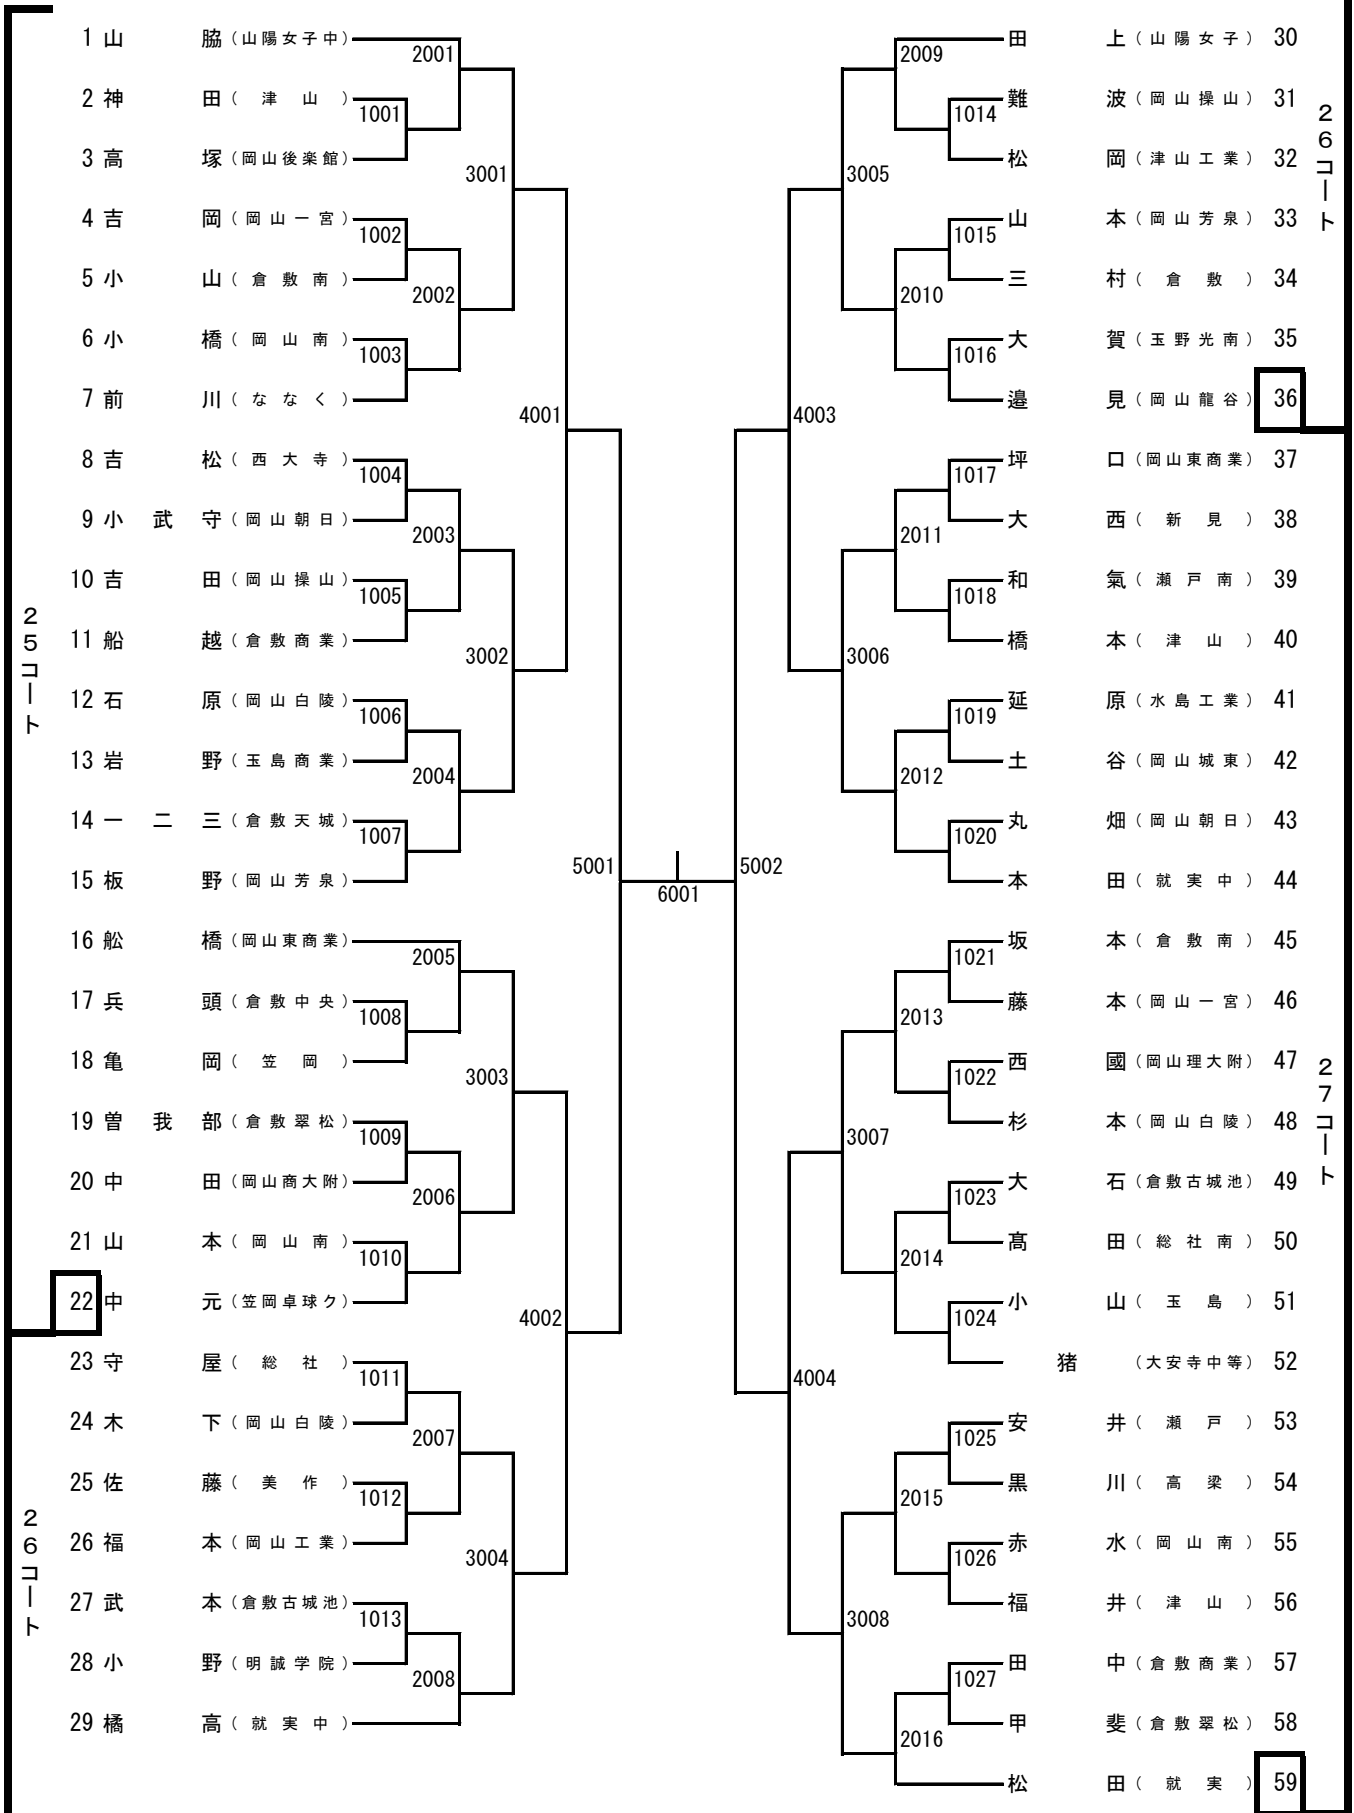 25コート
1 山脇 (山陽女子中)
2 神田 (津山)
3 高塚 (岡山後楽館)
4 吉岡 (岡山一宮)
5 小山 (倉敷南)
6 小橋 (岡山南)
7 前川 (ななく)
8 吉松 (西大寺)
9 小武守 (岡山朝日)
10 吉田 (岡山操山)
11 船越 (倉敷商業)
12 石原 (岡山白陵)
13 岩野 (玉島商業)
14 一二三 (倉敷天城)
15 板野 (岡山芳泉)
16 舩橋 (岡山東商業)
17 兵頭 (倉敷中央)
18 亀岡 (笠岡)
19 曽我部 (倉敷翠松)
20 中田 (岡山商大附)
21 山本 (岡山南)
22 中元 (笠岡卓球ク)
26コート
23 守屋 (総社)
24 木下 (岡山白陵)
25 佐藤 (美作)
26 福本 (岡山工業)
27 武本 (倉敷古城池)
28 小野 (明誠学院)
29 橘高 (就実中)
1001
1002
1003
1004
1005
1006
1007
1008
1009
1010
1011
1012
1013
2001
2002
2003
2004
2005
2006
2007
2008
3001
3002
3003
3004
4001
4002
5001
6001
5002
4003
4004
3005
3006
3007
3008
2009
2010
2011
2012
2013
2014
2015
2016
1014
1015
1016
1017
1018
1019
1020
1021
1022
1023
1024
1025
1026
1027
田上 (山陽女子) 30
難波 (岡山操山) 31
松岡 (津山工業) 32
山本 (岡山芳泉) 33
三村 (倉敷) 34
大賀 (玉野光南) 35
邉見 (岡山龍谷) 36
26コート
坪口 (岡山東商業) 37
大西 (新見) 38
和氣 (瀬戸南) 39
橋本 (津山) 40
延原 (水島工業) 41
土谷 (岡山城東) 42
丸畑 (岡山朝日) 43
本田 (就実中) 44
坂本 (倉敷南) 45
藤本 (岡山一宮) 46
西國 (岡山理大附) 47
杉本 (岡山白陵) 48
大石 (倉敷古城池) 49
髙田 (総社南) 50
小山 (玉島) 51
猪 (大安寺中等) 52
安井 (瀬戸) 53
黒川 (高梁) 54
赤水 (岡山南) 55
福井 (津山) 56
田中 (倉敷商業) 57
甲斐 (倉敷翠松) 58
松田 (就実) 59
27コート